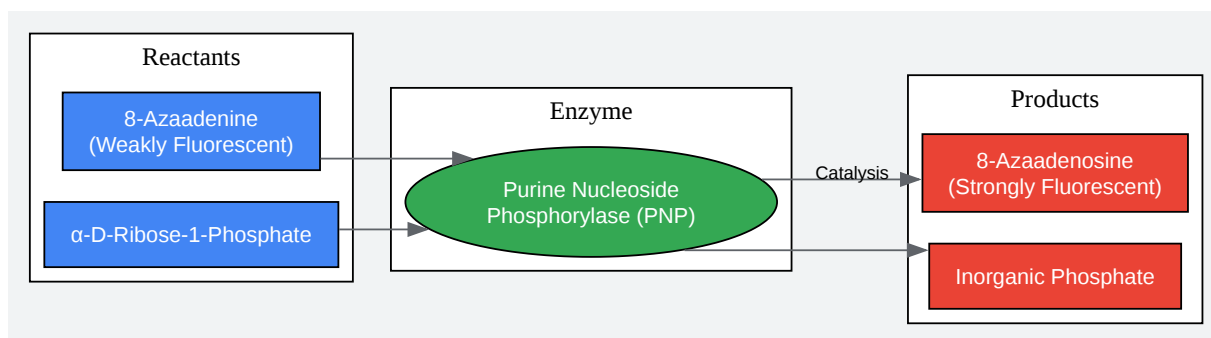 Reactants
8-Azaadenine
(Weakly Fluorescent)
α-D-Ribose-1-Phosphate
Enzyme
Purine Nucleoside
Phosphorylase (PNP)
Catalysis
Products
8-Azaadenosine
(Strongly Fluorescent)
Inorganic Phosphate